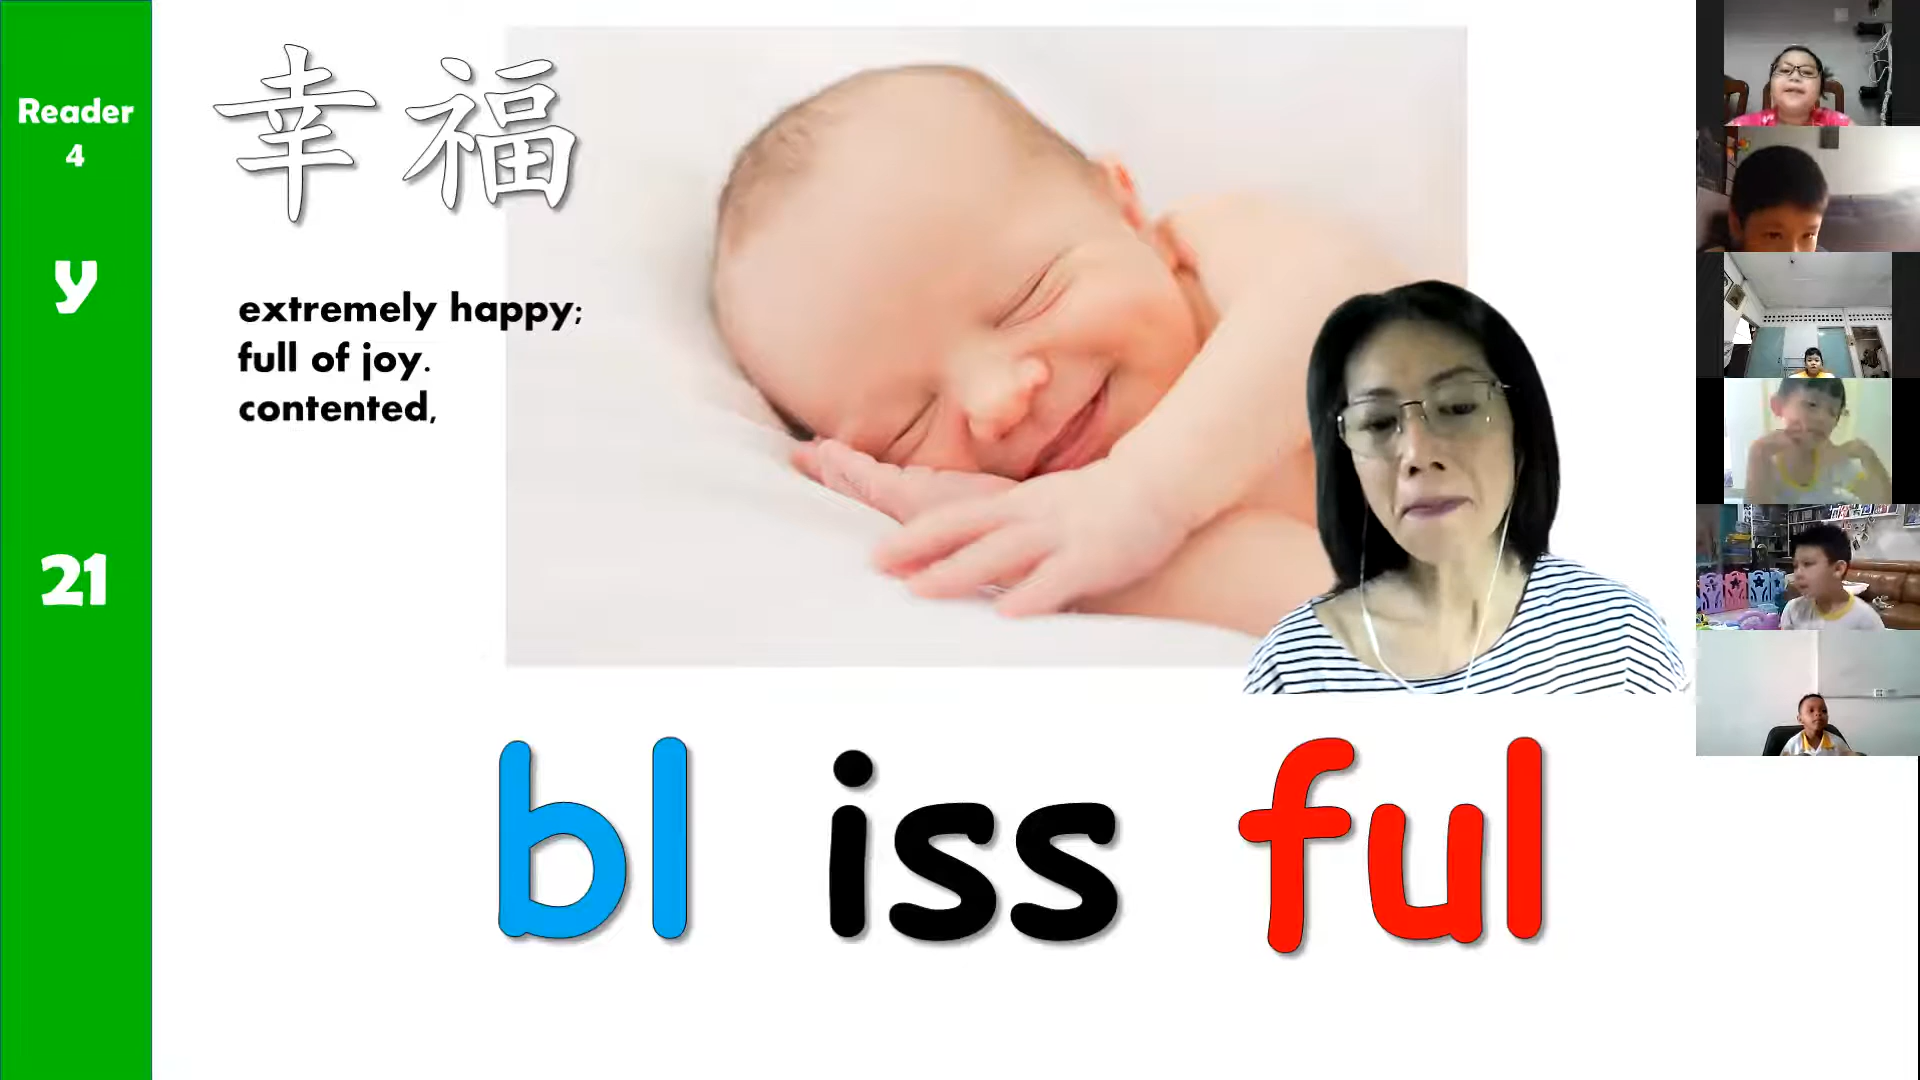 Reader
4
y
21
幸福
extremely happy;
full of joy.
contented,
bl iss ful